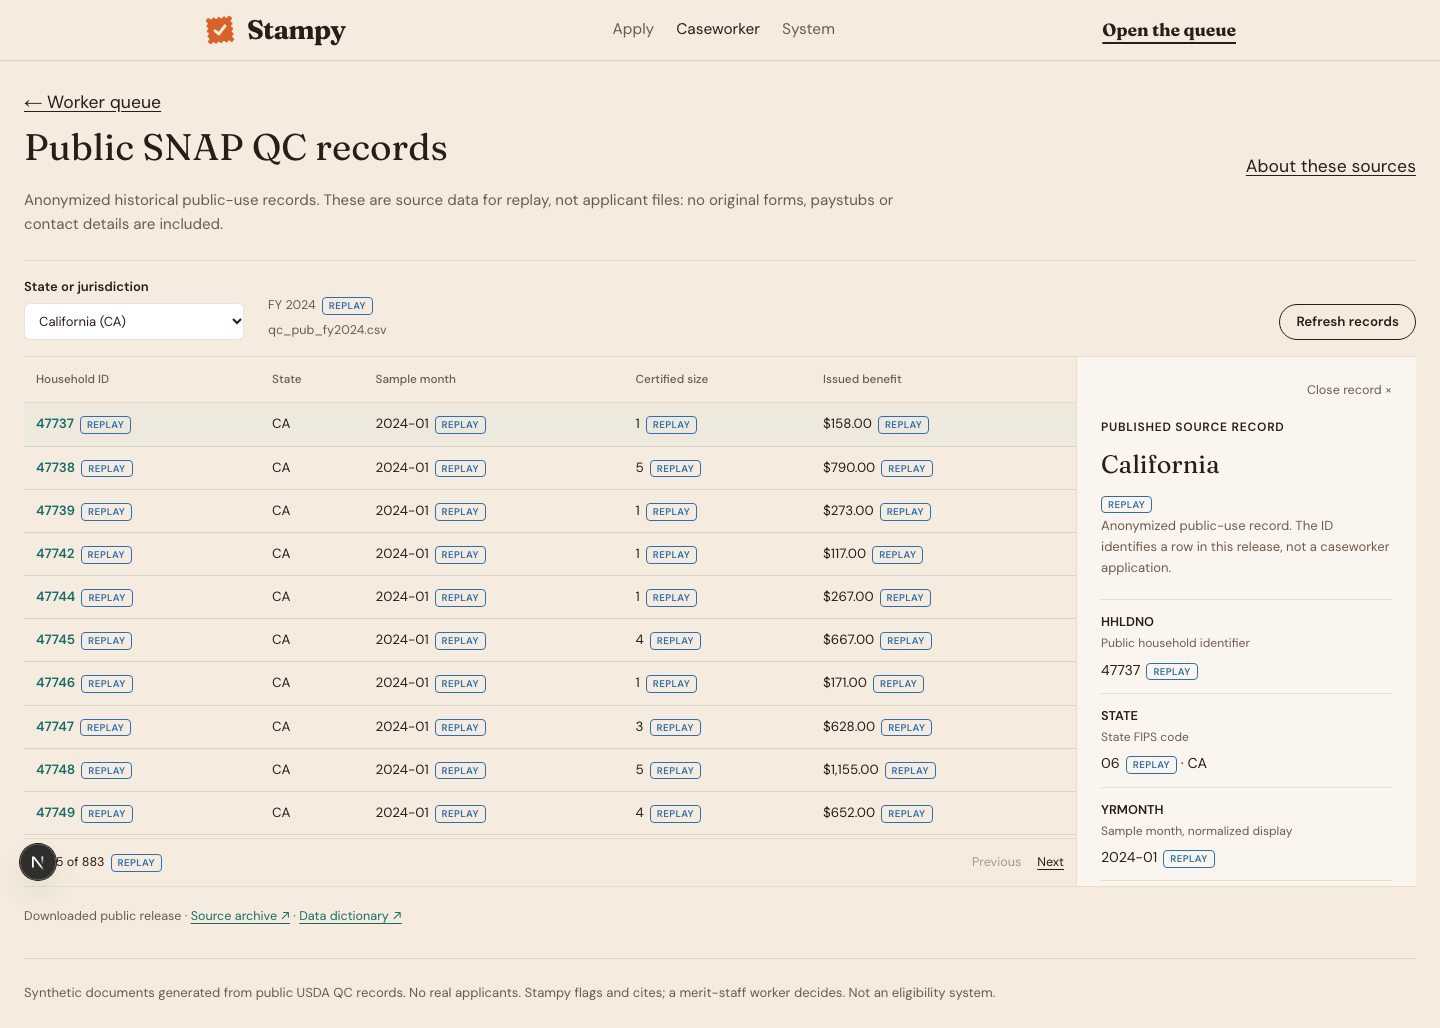 Stampy
Apply Caseworker System
Open the queue
← Worker queue
Public SNAP QC records
About these sources
Anonymized historical public-use records. These are source data for replay, not applicant files: no original forms, paystubs or
contact details are included.
State or jurisdiction
California (CA)
FY 2024 REPLAY
qc_pub_fy2024.csv
Refresh records
Household ID State Sample month Certified size Issued benefit
47737 REPLAY CA 2024-01 REPLAY 1 REPLAY $158.00 REPLAY
47738 REPLAY CA 2024-01 REPLAY 5 REPLAY $790.00 REPLAY
47739 REPLAY CA 2024-01 REPLAY 1 REPLAY $273.00 REPLAY
47742 REPLAY CA 2024-01 REPLAY 1 REPLAY $117.00 REPLAY
47744 REPLAY CA 2024-01 REPLAY 1 REPLAY $267.00 REPLAY
47745 REPLAY CA 2024-01 REPLAY 4 REPLAY $667.00 REPLAY
47746 REPLAY CA 2024-01 REPLAY 1 REPLAY $171.00 REPLAY
47747 REPLAY CA 2024-01 REPLAY 3 REPLAY $628.00 REPLAY
47748 REPLAY CA 2024-01 REPLAY 5 REPLAY $1,155.00 REPLAY
47749 REPLAY CA 2024-01 REPLAY 4 REPLAY $652.00 REPLAY
N
5 of 883 REPLAY
Previous Next
Close record ×
PUBLISHED SOURCE RECORD
California
REPLAY
Anonymized public-use record. The ID
identifies a row in this release, not a caseworker
application.
HHLDNO
Public household identifier
47737 REPLAY
STATE
State FIPS code
06 REPLAY · CA
YRMONTH
Sample month, normalized display
2024-01 REPLAY
Downloaded public release · Source archive ↗ · Data dictionary ↗
Synthetic documents generated from public USDA QC records. No real applicants. Stampy flags and cites; a merit-staff worker decides. Not an eligibility system.